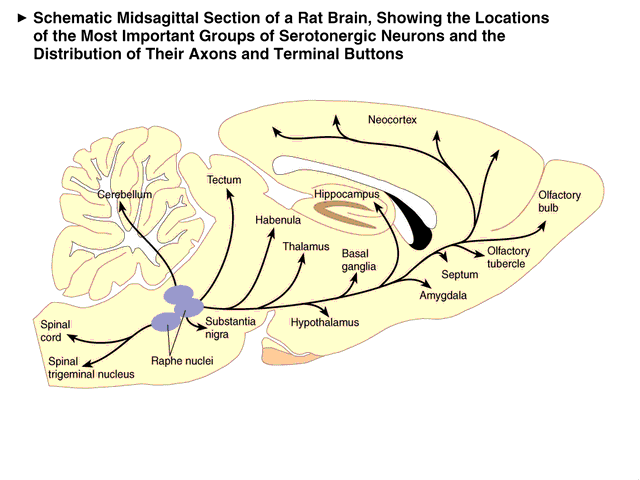 ► Schematic Midsagittal Section of a Rat Brain, Showing the Locations
of the Most Important Groups of Serotonergic Neurons and the
Distribution of Their Axons and Terminal Buttons
Neocortex
Cerebellum
Tectum
Hippocampus
Olfactory
bulb
Habenula
Thalamus
Basal
ganglia
Olfactory
tubercle
Septum
Amygdala
Spinal
cord
Substantia
nigra
Hypothalamus
Spinal
trigeminal nucleus
Raphe nuclei